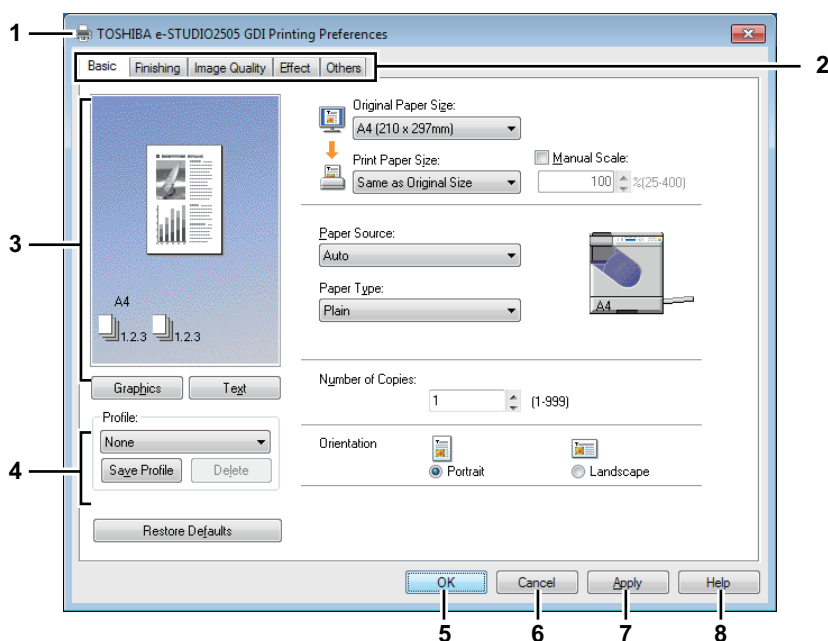 1
TOSHIBA e-STUDIO2505 GDI Printing Preferences
Basic Finishing Image Quality Effect Others
2
3
A4
1.2.3 1.2.3
Graphics Text
4
Profile:
None
Save Profile Delete
Restore Defaults
Original Paper Size:
A4 (210 x 297mm)
Print Paper Size:
Same as Original Size
Manual Scale:
100 %(25-400)
Paper Source:
Auto
Paper Type:
Plain
A4
Number of Copies:
1 (1-999)
Orientation
Portrait Landscape
OK Cancel Apply Help
5 6 7 8